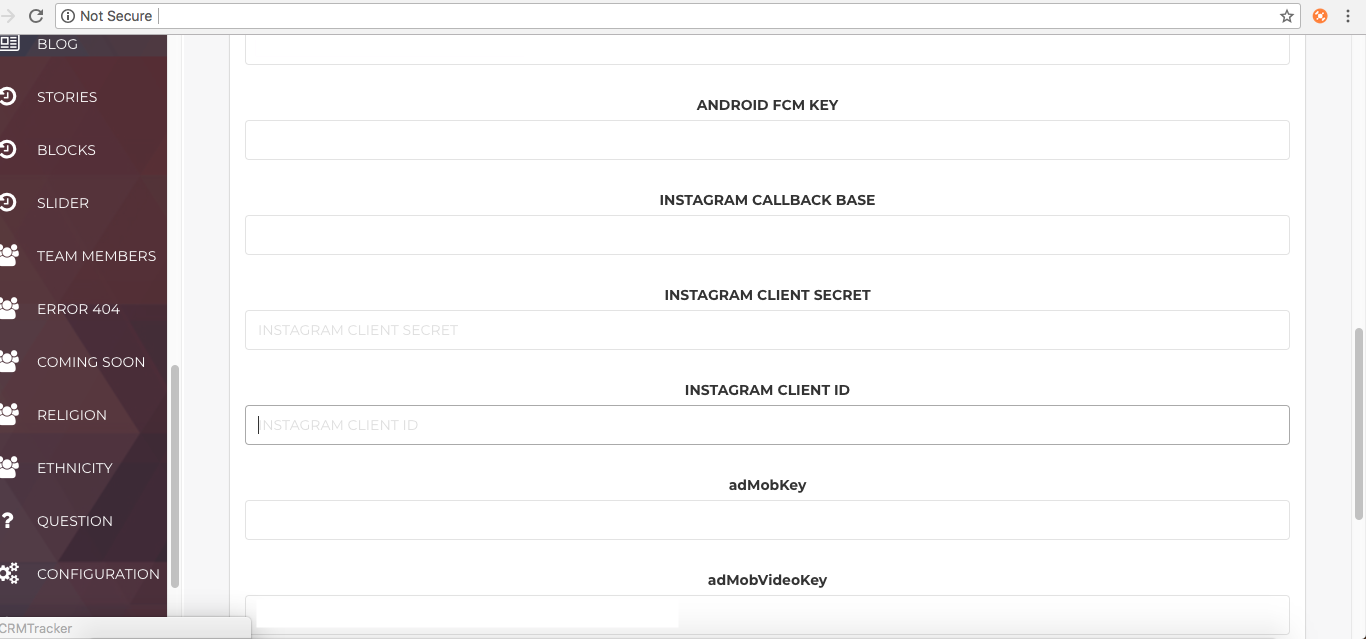 Not Secure
BLOG
STORIES
BLOCKS
SLIDER
TEAM MEMBERS
ERROR 404
COMING SOON
RELIGION
ETHNICITY
QUESTION
CONFIGURATION
CRMTracker
ANDROID FCM KEY
INSTAGRAM CALLBACK BASE
INSTAGRAM CLIENT SECRET
INSTAGRAM CLIENT SECRET
INSTAGRAM CLIENT ID
INSTAGRAM CLIENT ID
adMobKey
adMobVideoKey